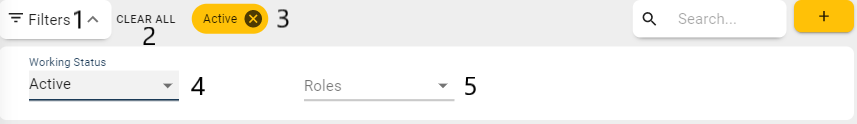 Filters 1 CLEAR ALL Active 3 Search... +
2
Working Status
Active 4 Roles 5